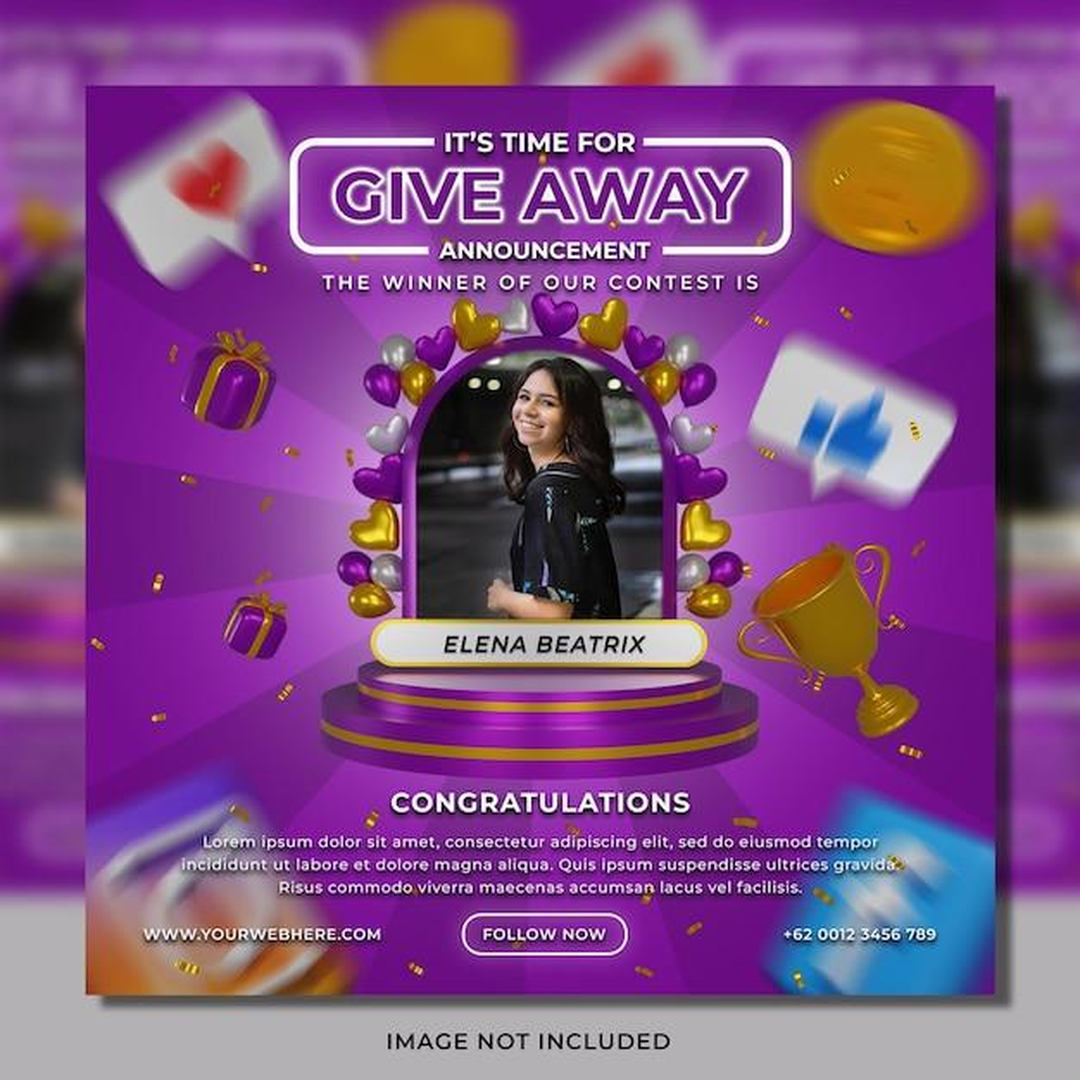 IT'S TIME FOR
GIVE AWAY
ANNOUNCEMENT
THE WINNER OF OUR CONTEST IS
ELENA BEATRIX
CONGRATULATIONS
Lorem ipsum dolor sit amet, consectetur adipiscing elit, sed do eiusmod tempor
incididunt ut labore et dolore magna aliqua. Quis ipsum suspendisse ultrices gravida.
Risus commodo viverra maecenas accumsan lacus vel facilisis.
WWW.YOURWEBHERE.COM
FOLLOW NOW
+62 0012 3456 789
IMAGE NOT INCLUDED